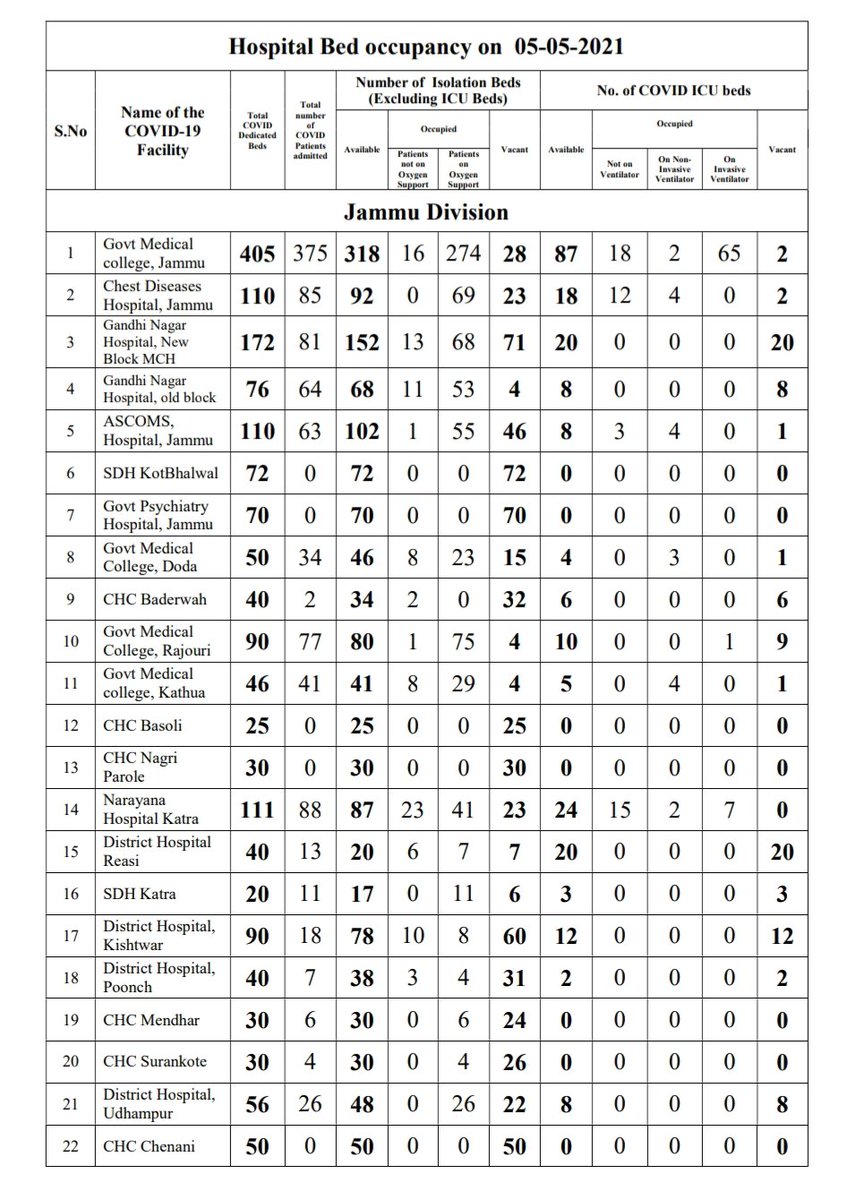 Hospital Bed occupancy on 05-05-2021
S.No
Name of the COVID-19 Facility
Total COVID Dedicated Beds
Total number of COVID Patients admitted
Number of Isolation Beds (Excluding ICU Beds)
No. of COVID ICU beds
Available
Occupied
Vacant
Available
Occupied
Vacant
Patients not on Oxygen Support
Patients on Oxygen Support
Not on Ventilator
On Non-Invasive Ventilator
On Invasive Ventilator
Jammu Division
1 Govt Medical college, Jammu 405 375 318 16 274 28 87 18 2 65 2
2 Chest Diseases Hospital, Jammu 110 85 92 0 69 23 18 12 4 0 2
3 Gandhi Nagar Hospital, New Block MCH 172 81 152 13 68 71 20 0 0 0 20
4 Gandhi Nagar Hospital, old block 76 64 68 11 53 4 8 0 0 0 8
5 ASCOMS, Hospital, Jammu 110 63 102 1 55 46 8 3 4 0 1
6 SDH KotBhalwal 72 0 72 0 0 72 0 0 0 0 0
7 Govt Psychiatry Hospital, Jammu 70 0 70 0 0 70 0 0 0 0 0
8 Govt Medical College, Doda 50 34 46 8 23 15 4 0 3 0 1
9 CHC Baderwah 40 2 34 2 0 32 6 0 0 0 6
10 Govt Medical College, Rajouri 90 77 80 1 75 4 10 0 0 1 9
11 Govt Medical college, Kathua 46 41 41 8 29 4 5 0 4 0 1
12 CHC Basoli 25 0 25 0 0 25 0 0 0 0 0
13 CHC Nagri Parole 30 0 30 0 0 30 0 0 0 0 0
14 Narayana Hospital Katra 111 88 87 23 41 23 24 15 2 7 0
15 District Hospital Reasi 40 13 20 6 7 7 20 0 0 0 20
16 SDH Katra 20 11 17 0 11 6 3 0 0 0 3
17 District Hospital, Kishtwar 90 18 78 10 8 60 12 0 0 0 12
18 District Hospital, Poonch 40 7 38 3 4 31 2 0 0 0 2
19 CHC Mendhar 30 6 30 0 6 24 0 0 0 0 0
20 CHC Surankote 30 4 30 0 4 26 0 0 0 0 0
21 District Hospital, Udhampur 56 26 48 0 26 22 8 0 0 0 8
22 CHC Chenani 50 0 50 0 0 50 0 0 0 0 0